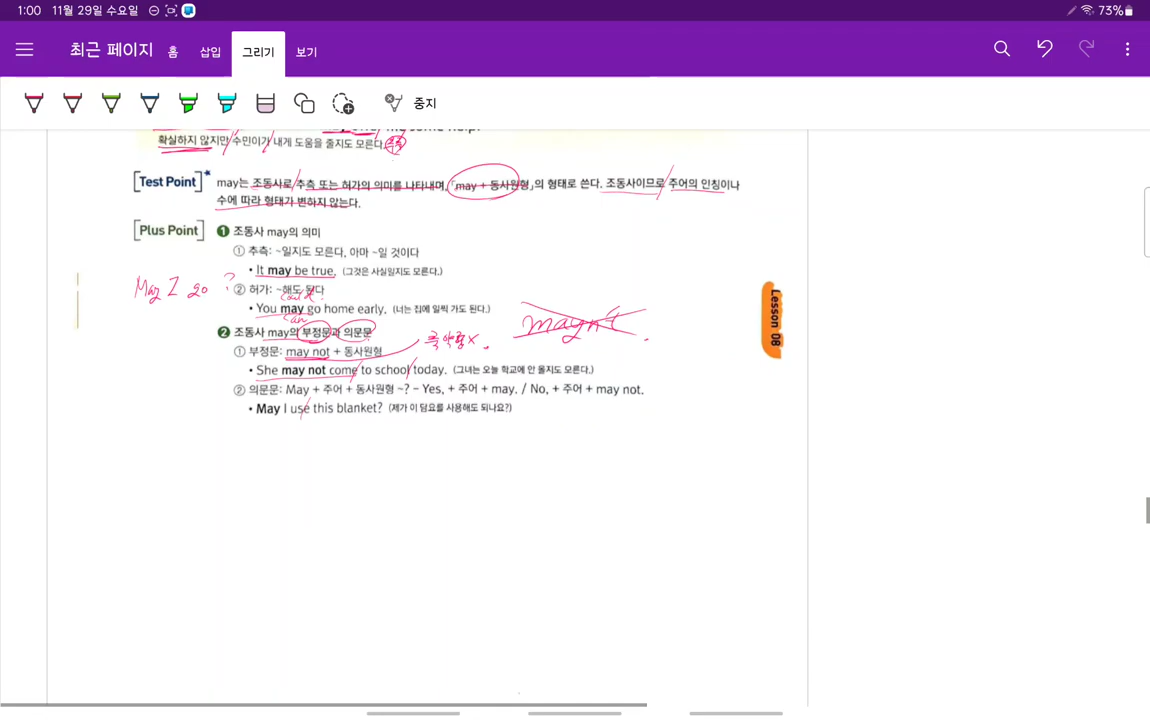 1:00 11월 29일 수요일 73%
최근 페이지 홈 삽입 그리기 보기
중지
확실하지 않지만 수민이가 내게 도움을 줄지도 모른다. 추측
[Test Point]* may는 조동사로 추측 또는 허가의 의미를 나타내며, 「may + 동사원형」의 형태로 쓴다. 조동사이므로 주어의 인칭이나
수에 따라 형태가 변하지 않는다.
[Plus Point] ❶ 조동사 may의 의미
① 추측: ~일지도 모른다, 아마 ~일 것이다
• It may be true. (그것은 사실일지도 모른다.)
May I go ? ② 허가: ~해도 된다
• You may go home early. (너는 집에 일찍 가도 된다.)
can
mayn't
❷ 조동사 may의 부정문과 의문문
축약형 X.
① 부정문: may not + 동사원형
• She may not come to school today. (그녀는 오늘 학교에 안 올지도 모른다.)
② 의문문: May + 주어 + 동사원형 ~? – Yes, + 주어 + may. / No, + 주어 + may not.
• May I use this blanket? (제가 이 담요를 사용해도 되나요?)
Lesson 08